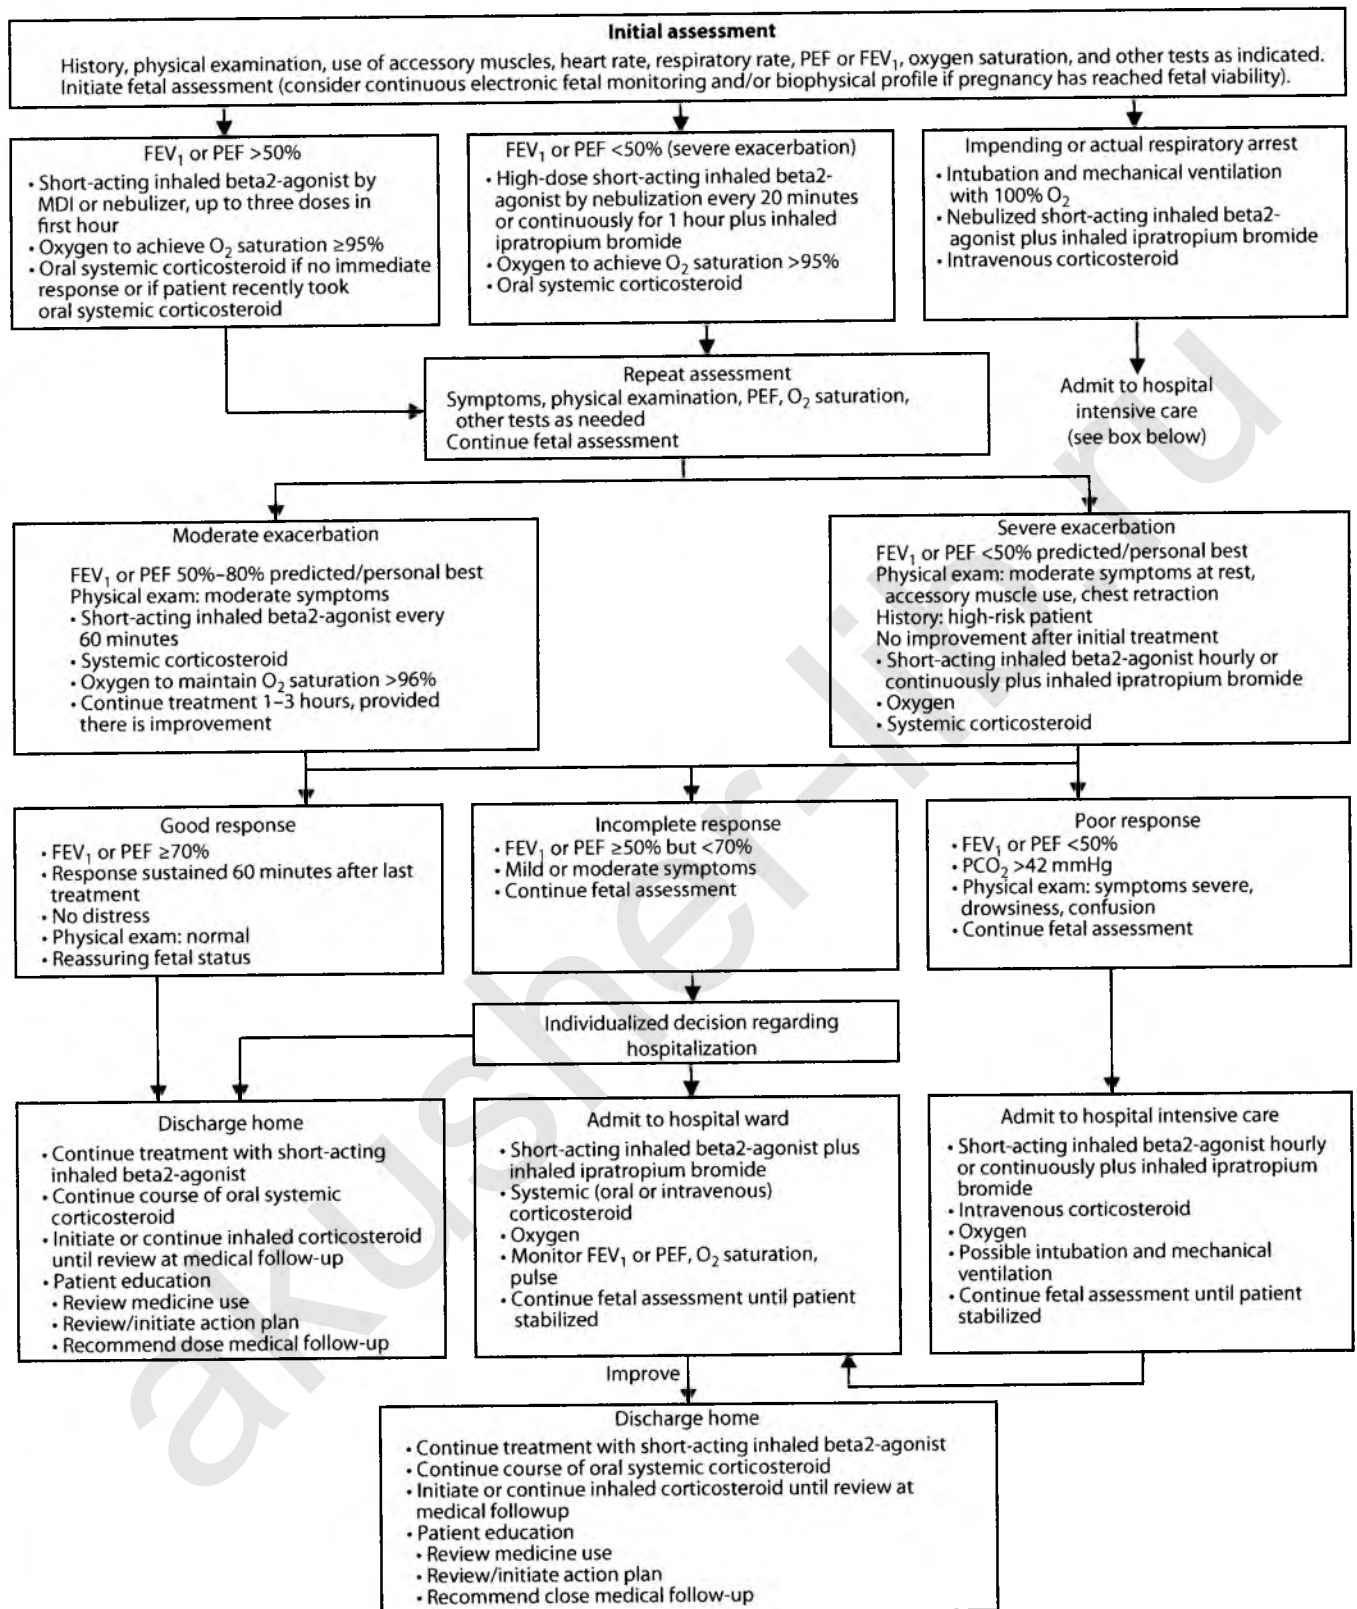 Initial assessment
History, physical examination, use of accessory muscles, heart rate, respiratory rate, PEF or FEV₁, oxygen saturation, and other tests as indicated.
Initiate fetal assessment (consider continuous electronic fetal monitoring and/or biophysical profile if pregnancy has reached fetal viability).
FEV₁ or PEF >50%
• Short-acting inhaled beta2-agonist by
MDI or nebulizer, up to three doses in
first hour
• Oxygen to achieve O₂ saturation ≥95%
• Oral systemic corticosteroid if no immediate
response or if patient recently took
oral systemic corticosteroid
FEV₁ or PEF <50% (severe exacerbation)
• High-dose short-acting inhaled beta2-
agonist by nebulization every 20 minutes
or continuously for 1 hour plus inhaled
ipratropium bromide
• Oxygen to achieve O₂ saturation >95%
• Oral systemic corticosteroid
Impending or actual respiratory arrest
• Intubation and mechanical ventilation
with 100% O₂
• Nebulized short-acting inhaled beta2-
agonist plus inhaled ipratropium bromide
• Intravenous corticosteroid
Repeat assessment
Symptoms, physical examination, PEF, O₂ saturation,
other tests as needed
Continue fetal assessment
Admit to hospital
intensive care
(see box below)
Moderate exacerbation
FEV₁ or PEF 50%–80% predicted/personal best
Physical exam: moderate symptoms
• Short-acting inhaled beta2-agonist every
60 minutes
• Systemic corticosteroid
• Oxygen to maintain O₂ saturation >96%
• Continue treatment 1–3 hours, provided
there is improvement
Severe exacerbation
FEV₁ or PEF <50% predicted/personal best
Physical exam: moderate symptoms at rest,
accessory muscle use, chest retraction
History: high-risk patient
No improvement after initial treatment
• Short-acting inhaled beta2-agonist hourly or
continuously plus inhaled ipratropium bromide
• Oxygen
• Systemic corticosteroid
Good response
• FEV₁ or PEF ≥70%
• Response sustained 60 minutes after last
treatment
• No distress
• Physical exam: normal
• Reassuring fetal status
Incomplete response
• FEV₁ or PEF ≥50% but <70%
• Mild or moderate symptoms
• Continue fetal assessment
Poor response
• FEV₁ or PEF <50%
• PCO₂ >42 mmHg
• Physical exam: symptoms severe,
drowsiness, confusion
• Continue fetal assessment
Individualized decision regarding
hospitalization
Discharge home
• Continue treatment with short-acting
inhaled beta2-agonist
• Continue course of oral systemic
corticosteroid
• Initiate or continue inhaled corticosteroid
until review at medical follow-up
• Patient education
• Review medicine use
• Review/initiate action plan
• Recommend dose medical follow-up
Admit to hospital ward
• Short-acting inhaled beta2-agonist plus
inhaled ipratropium bromide
• Systemic (oral or intravenous)
corticosteroid
• Oxygen
• Monitor FEV₁ or PEF, O₂ saturation,
pulse
• Continue fetal assessment until patient
stabilized
Admit to hospital intensive care
• Short-acting inhaled beta2-agonist hourly
or continuously plus inhaled ipratropium
bromide
• Intravenous corticosteroid
• Oxygen
• Possible intubation and mechanical
ventilation
• Continue fetal assessment until patient
stabilized
Improve
Discharge home
• Continue treatment with short-acting inhaled beta2-agonist
• Continue course of oral systemic corticosteroid
• Initiate or continue inhaled corticosteroid until review at
medical followup
• Patient education
• Review medicine use
• Review/initiate action plan
• Recommend close medical follow-up
akusher-lib.ru